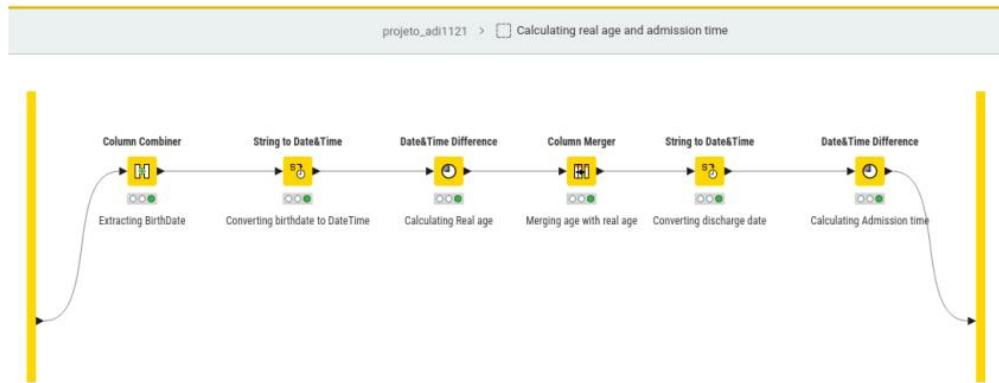 projeto_adi1121 > Calculating real age and admission time
Column Combiner
String to Date&Time
Date&Time Difference
Column Merger
String to Date&Time
Date&Time Difference
Extracting BirthDate
Converting birthdate to DateTime
Calculating Real age
Merging age with real age
Converting discharge date
Calculating Admission time